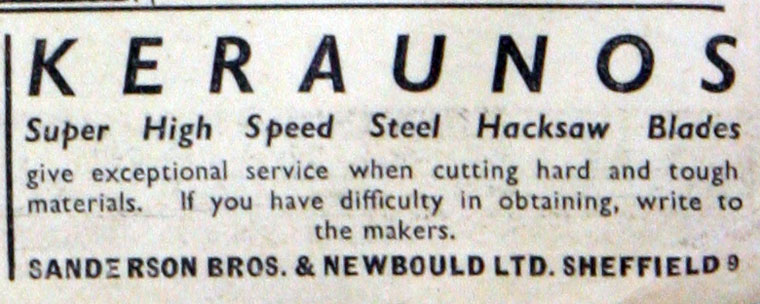 KERAUNOS
Super High Speed Steel Hacksaw Blades
give exceptional service when cutting hard and tough
materials. If you have difficulty in obtaining, write to
the makers.
SANDERSON BROS. & NEWBOULD LTD. SHEFFIELD 9